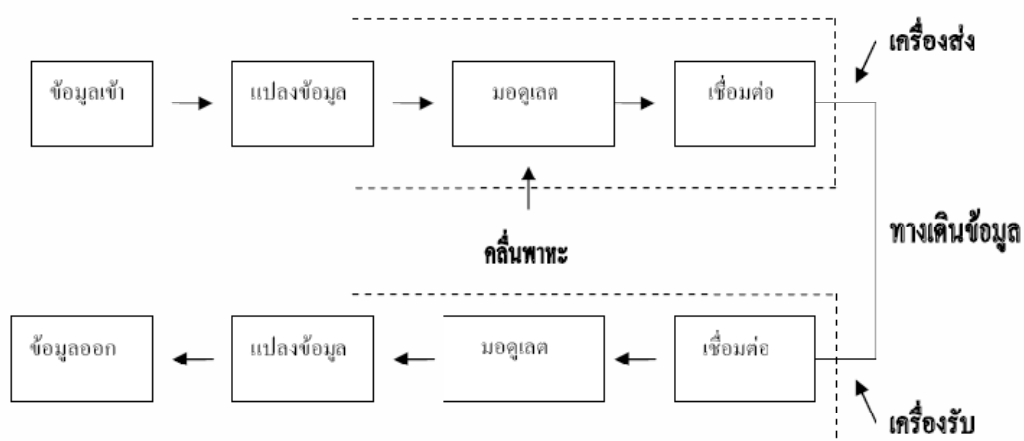 เครื่องส่ง
ข้อมูลเข้า
แปลงข้อมูล
มอดูเลต
เชื่อมต่อ
ทางเดินข้อมูล
คลื่นพาหะ
ข้อมูลออก
แปลงข้อมูล
มอดูเลต
เชื่อมต่อ
เครื่องรับ